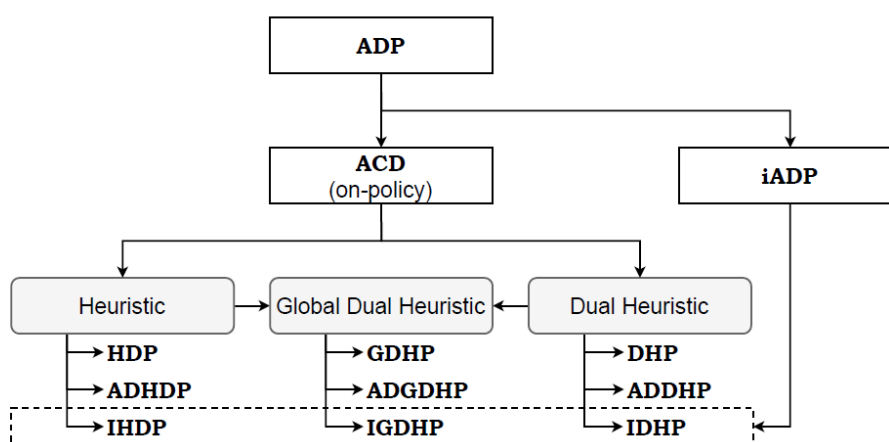 ADP
ACD
(on-policy)
iADP
Heuristic
Global Dual Heuristic
Dual Heuristic
HDP
GDHP
DHP
ADHDP
ADGDHP
ADDHP
IHDP
IGDHP
IDHP